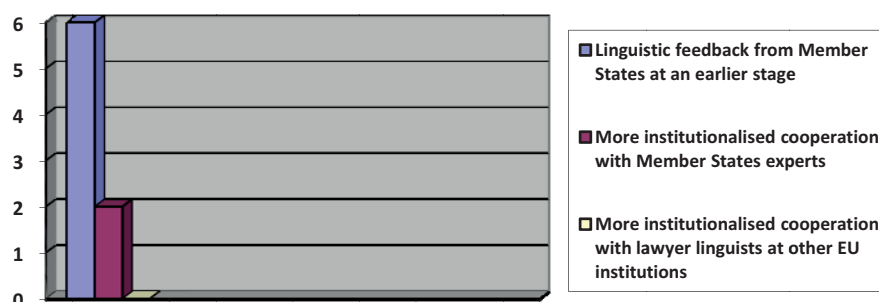 6
5
4
3
2
1
0
Linguistic feedback from Member
States at an earlier stage
More institutionalised cooperation
with Member States experts
More institutionalised cooperation
with lawyer linguists at other EU
institutions